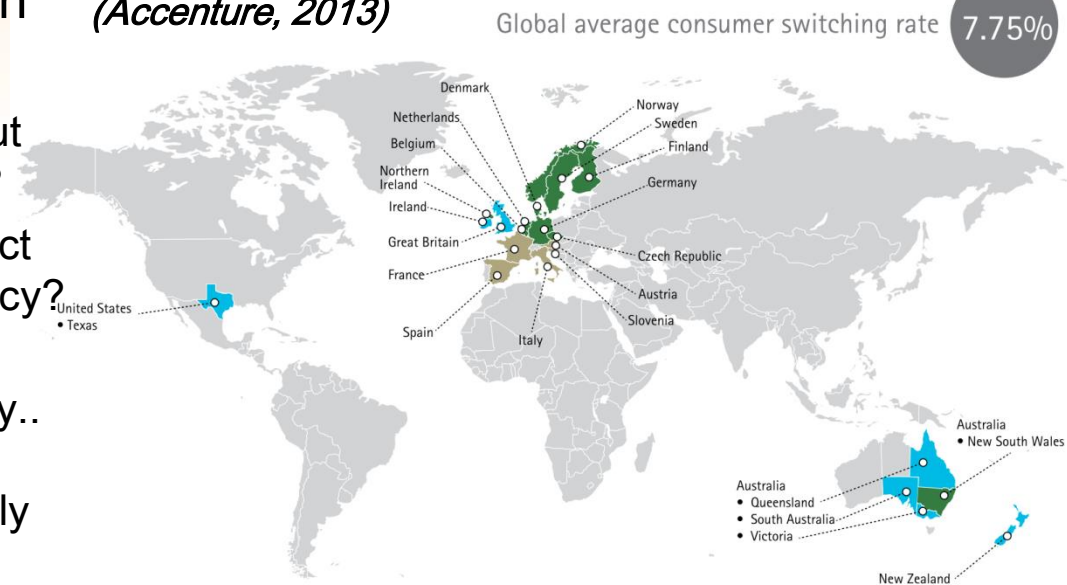 (Accenture, 2013)
Global average consumer switching rate 7.75%
ut
ct
cy?
y..
ly
Denmark
Netherlands
Belgium
Northern
Ireland
Ireland
Great Britain
France
Spain
Italy
Norway
Sweden
Finland
Germany
Czech Republic
Austria
Slovenia
United States
• Texas
Australia
• New South Wales
Australia
• Queensland
• South Australia
• Victoria
New Zealand